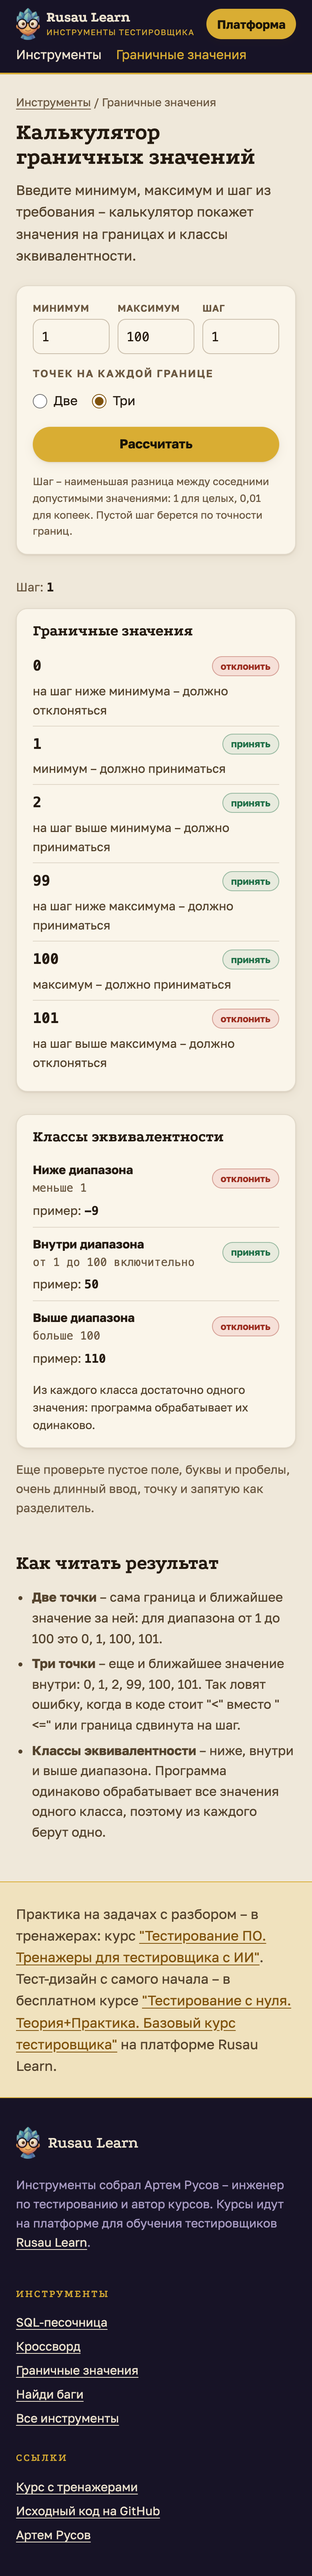 Rusau Learn
ИНСТРУМЕНТЫ ТЕСТИРОВЩИКА
Платформа
Инструменты Граничные значения
Инструменты / Граничные значения
Калькулятор
граничных значений
Введите минимум, максимум и шаг из
требования – калькулятор покажет
значения на границах и классы
эквивалентности.
МИНИМУМ МАКСИМУМ ШАГ
1 100 1
ТОЧЕК НА КАЖДОЙ ГРАНИЦЕ
Две Три
Рассчитать
Шаг – наименьшая разница между соседними
допустимыми значениями: 1 для целых, 0,01
для копеек. Пустой шаг берется по точности
границ.
Шаг: 1
Граничные значения
0 отклонить
на шаг ниже минимума – должно
отклоняться
1 принять
минимум – должно приниматься
2 принять
на шаг выше минимума – должно
приниматься
99 принять
на шаг ниже максимума – должно
приниматься
100 принять
максимум – должно приниматься
101 отклонить
на шаг выше максимума – должно
отклоняться
Классы эквивалентности
Ниже диапазона отклонить
меньше 1
пример: −9
Внутри диапазона принять
от 1 до 100 включительно
пример: 50
Выше диапазона отклонить
больше 100
пример: 110
Из каждого класса достаточно одного
значения: программа обрабатывает их
одинаково.
Еще проверьте пустое поле, буквы и пробелы,
очень длинный ввод, точку и запятую как
разделитель.
Как читать результат
• Две точки – сама граница и ближайшее
значение за ней: для диапазона от 1 до
100 это 0, 1, 100, 101.
• Три точки – еще и ближайшее значение
внутри: 0, 1, 2, 99, 100, 101. Так ловят
ошибку, когда в коде стоит "<" вместо "
<=" или граница сдвинута на шаг.
• Классы эквивалентности – ниже, внутри
и выше диапазона. Программа
одинаково обрабатывает все значения
одного класса, поэтому из каждого
берут одно.
Практика на задачах с разбором – в
тренажерах: курс "Тестирование ПО.
Тренажеры для тестировщика с ИИ".
Тест-дизайн с самого начала – в
бесплатном курсе "Тестирование с нуля.
Теория+Практика. Базовый курс
тестировщика" на платформе Rusau
Learn.
Rusau Learn
Инструменты собрал Артем Русов – инженер
по тестированию и автор курсов. Курсы идут
на платформе для обучения тестировщиков
Rusau Learn.
ИНСТРУМЕНТЫ
SQL-песочница
Кроссворд
Граничные значения
Найди баги
Все инструменты
ССЫЛКИ
Курс с тренажерами
Исходный код на GitHub
Артем Русов